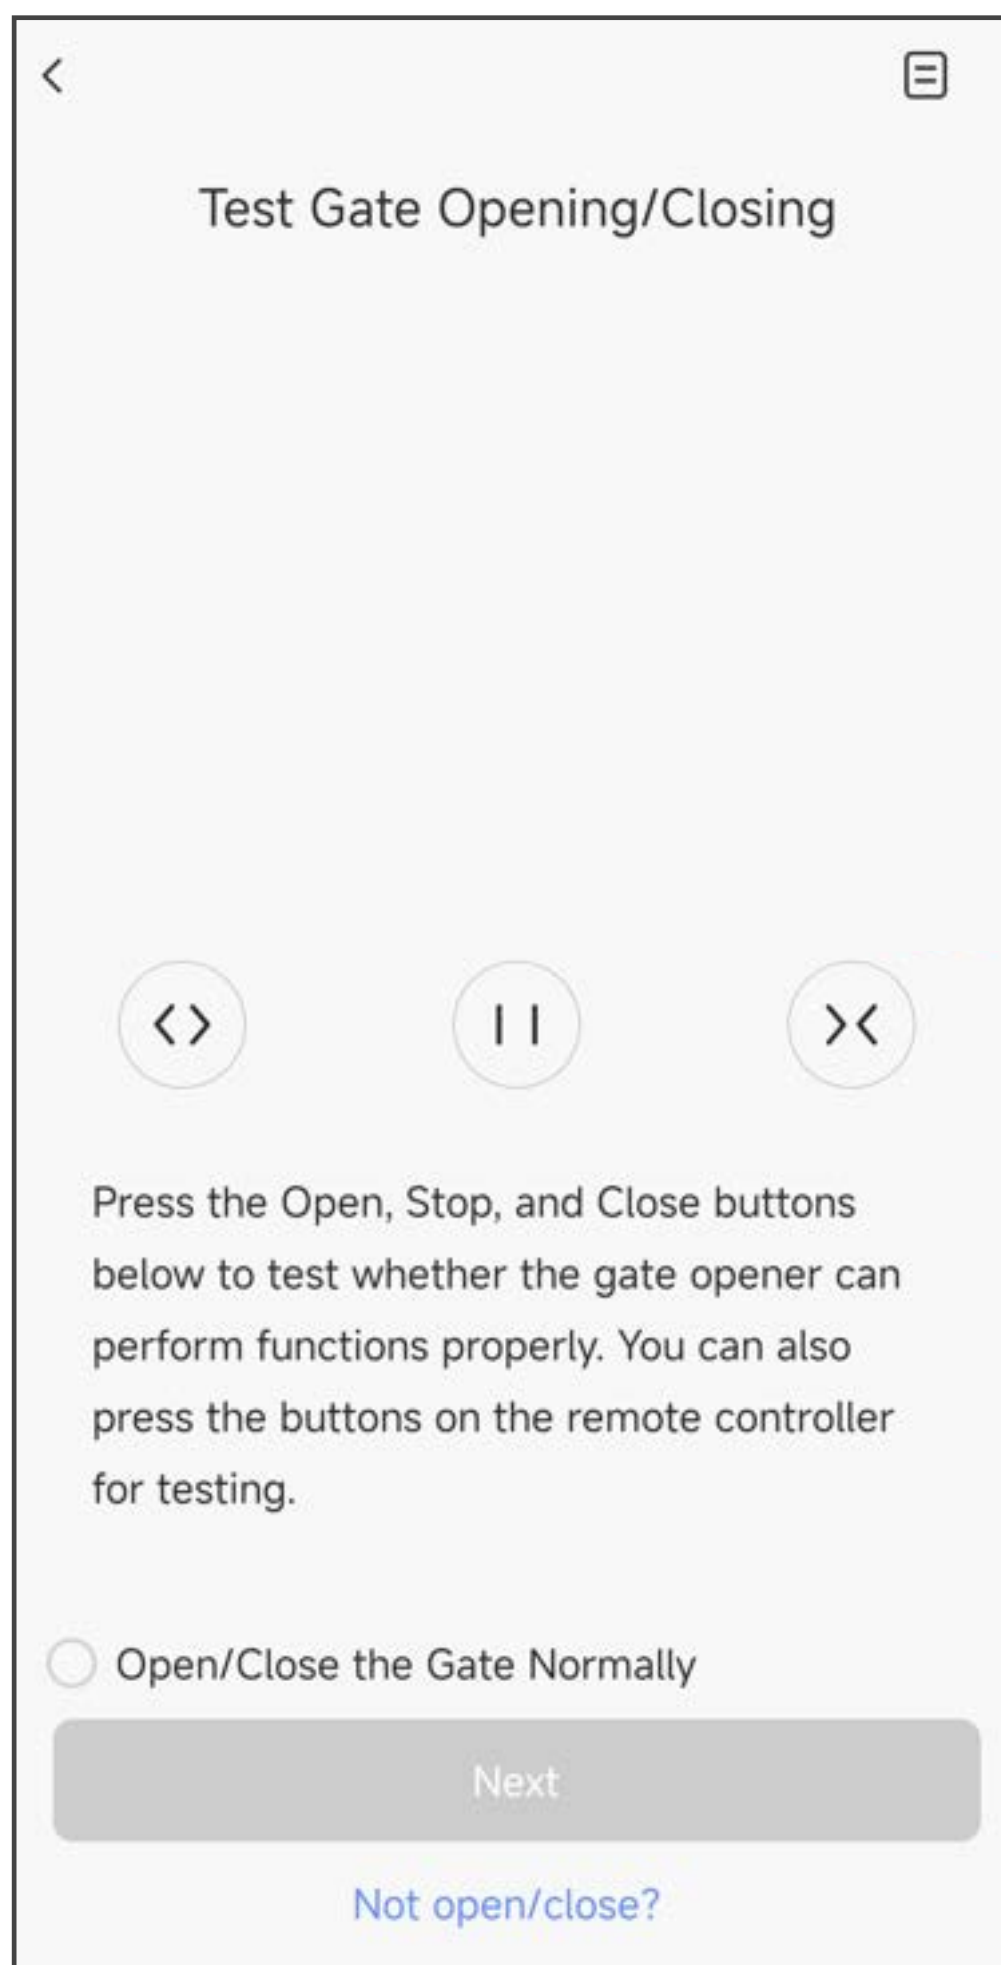 Test Gate Opening/Closing
Press the Open, Stop, and Close buttons
below to test whether the gate opener can
perform functions properly. You can also
press the buttons on the remote controller
for testing.
Open/Close the Gate Normally
Next
Not open/close?